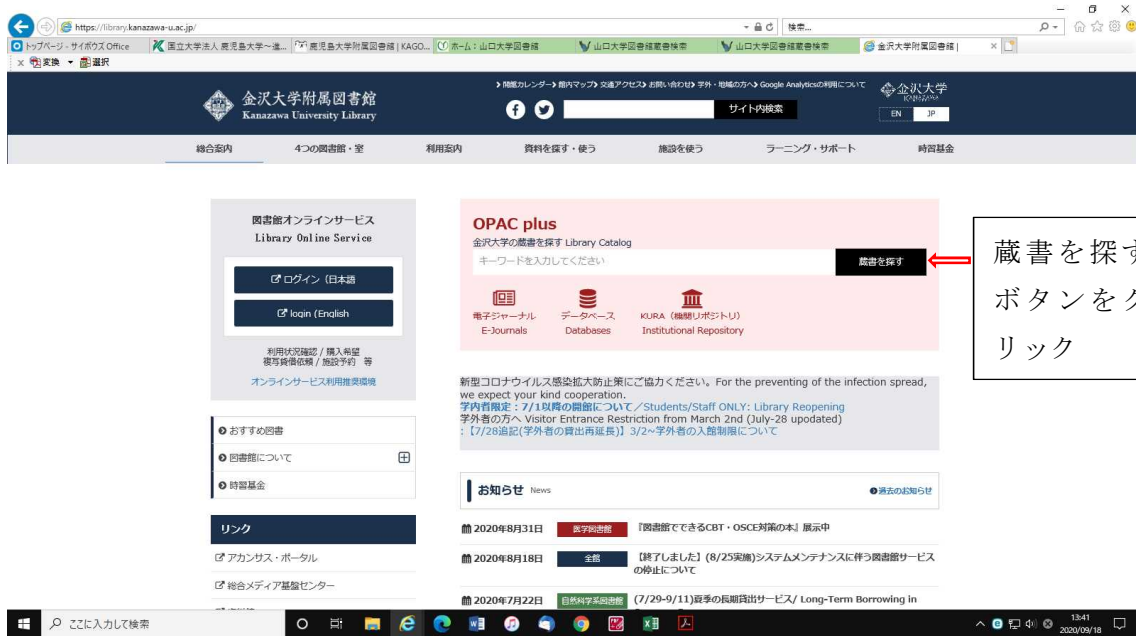 https://library.kanazawa-u.ac.jp/
検索...
トップページ - サイボウズ Office
国立大学法人 鹿児島大学~進...
鹿児島大学附属図書館 | KAGO...
ホーム：山口大学図書館
山口大学図書館蔵書検索
山口大学図書館蔵書検索
金沢大学附属図書館 |
x 変換 ▼ 選択
開館カレンダー 館内マップ 交通アクセス お問い合わせ 学外・地域の方へ Google Analyticsの利用について
金沢大学附属図書館
Kanazawa University Library
サイト内検索
金沢大学
KANAZAWA
EN JP
総合案内 4つの図書館・室 利用案内 資料を探す・使う 施設を使う ラーニング・サポート 時習基金
図書館オンラインサービス
Library Online Service
ログイン（日本語
login (English
利用状況確認 / 購入希望
複写貸借依頼 / 施設予約 等
オンラインサービス利用推奨環境
OPAC plus
金沢大学の蔵書を探す Library Catalog
キーワードを入力してください
蔵書を探す
電子ジャーナル
E-Journals
データベース
Databases
KURA（機関リポジトリ）
Institutional Repository
蔵書を探す
ボタンをク
リック
新型コロナウイルス感染拡大防止策にご協力ください。For the preventing of the infection spread,
we expect your kind cooperation.
学内者限定：7/1以降の開館について／Students/Staff ONLY: Library Reopening
学外者の方へ Visitor Entrance Restriction from March 2nd (July-28 upodated)
:【7/28追記(学外者の貸出再延長)】3/2~学外者の入館制限について
おすすめ図書
図書館について
時習基金
お知らせ News
過去のお知らせ
2020年8月31日 医学図書館 『図書館でできるCBT・OSCE対策の本』展示中
2020年8月18日 全館 【終了しました】(8/25実施)システムメンテナンスに伴う図書館サービス
の停止について
2020年7月22日 自然科学系図書館 (7/29-9/11)夏季の長期貸出サービス/ Long-Term Borrowing in
リンク
アカンサス・ポータル
総合メディア基盤センター
ここに入力して検索
13:41
2020/09/18